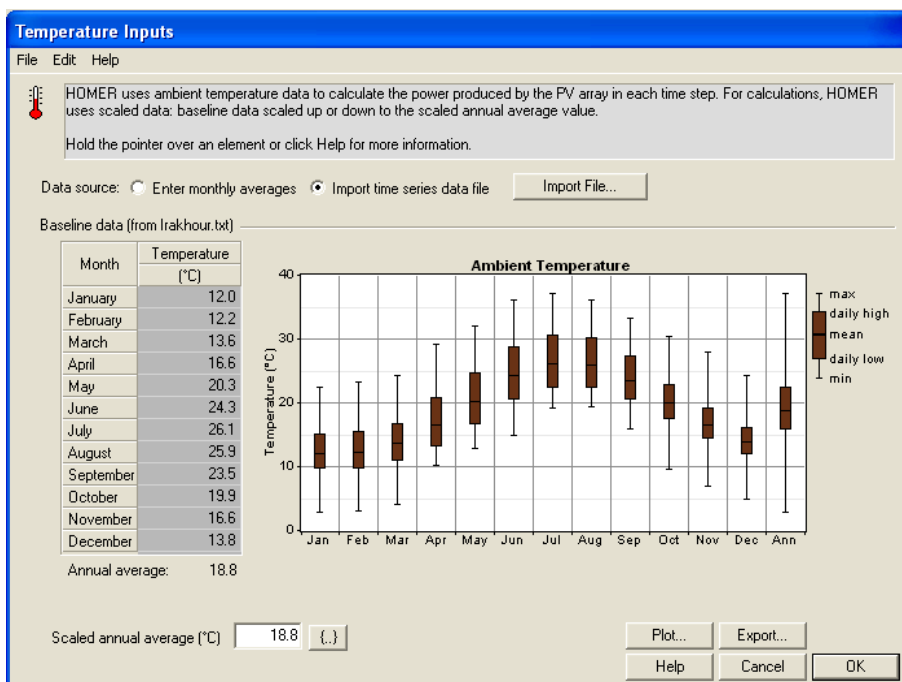 Temperature Inputs
File Edit Help
HOMER uses ambient temperature data to calculate the power produced by the PV array in each time step. For calculations, HOMER
uses scaled data: baseline data scaled up or down to the scaled annual average value.
Hold the pointer over an element or click Help for more information.
Data source: Enter monthly averages Import time series data file Import File...
Baseline data (from Irakhour.txt)
Month Temperature
(°C)
January 12.0
February 12.2
March 13.6
April 16.6
May 20.3
June 24.3
July 26.1
August 25.9
September 23.5
October 19.9
November 16.6
December 13.8
Annual average: 18.8
Ambient Temperature
Temperature (°C)
40
30
20
10
0
Jan Feb Mar Apr May Jun Jul Aug Sep Oct Nov Dec Ann
max
daily high
mean
daily low
min
Scaled annual average (°C) 18.8 {..}
Plot... Export...
Help Cancel OK